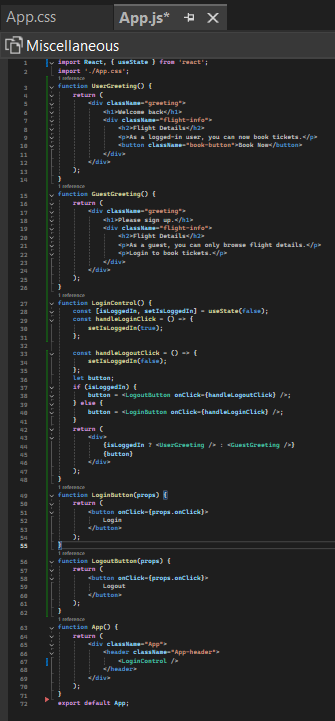 App.css
App.js*
Miscellaneous
1 import React, { useState } from 'react';
2 import './App.css';
1 reference
3 function UserGreeting() {
4 return (
5 <div className="greeting">
6 <h1>Welcome back</h1>
7 <div className="flight-info">
8 <h2>Flight Details</h2>
9 <p>As a logged-in user, you can now book tickets.</p>
10 <button className="book-button">Book Now</button>
11 </div>
12 </div>
13 );
14 }
1 reference
15 function GuestGreeting() {
16 return (
17 <div className="greeting">
18 <h1>Please sign up.</h1>
19 <div className="flight-info">
20 <h2>Flight Details</h2>
21 <p>As a guest, you can only browse flight details.</p>
22 <p>Login to book tickets.</p>
23 </div>
24 </div>
25 );
26 }
1 reference
27 function LoginControl() {
28 const [isLoggedIn, setIsLoggedIn] = useState(false);
29 const handleLoginClick = () => {
30 setIsLoggedIn(true);
31 };
32
33 const handleLogoutClick = () => {
34 setIsLoggedIn(false);
35 };
36 let button;
37 if (isLoggedIn) {
38 button = <LogoutButton onClick={handleLogoutClick} />;
39 } else {
40 button = <LoginButton onClick={handleLoginClick} />;
41 }
42 return (
43 <div>
44 {isLoggedIn ? <UserGreeting /> : <GuestGreeting />}
45 {button}
46 </div>
47 );
48 }
1 reference
49 function LoginButton(props) {
50 return (
51 <button onClick={props.onClick}>
52 Login
53 </button>
54 );
55 }
1 reference
56 function LogoutButton(props) {
57 return (
58 <button onClick={props.onClick}>
59 Logout
60 </button>
61 );
62 }
1 reference
63 function App() {
64 return (
65 <div className="App">
66 <header className="App-header">
67 <LoginControl />
68 </header>
69 </div>
70 );
71 }
72 export default App;